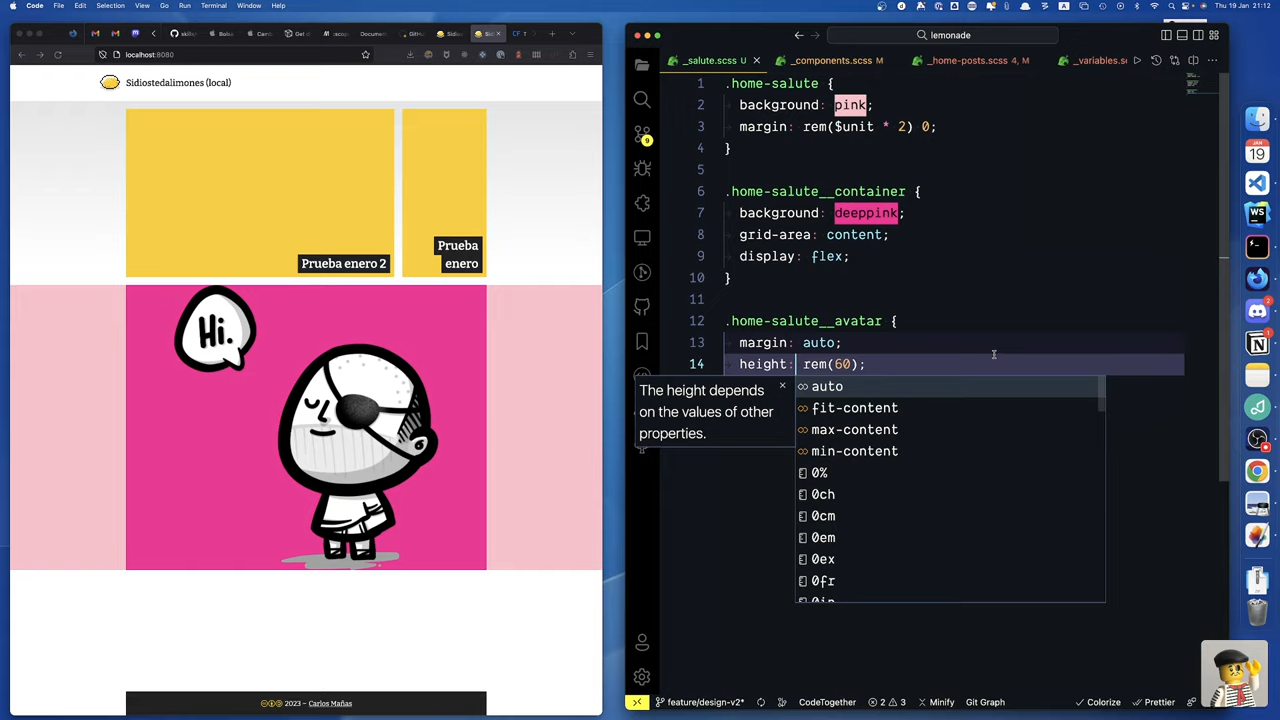 Code File Edit Selection View Go Run Terminal Window Help
Thu 19 Jan 21:12
localhost:8080
lemonade
_salute.scss U
_components.scss M
_home-posts.scss 4, M
Sidiostedalimones (local)
Prueba enero 2
Prueba
enero
Hi.
2023 – Carlos Mañas
1 .home-salute {
2 background: pink;
3 margin: rem($unit * 2) 0;
4 }
5
6 .home-salute__container {
7 background: deeppink;
8 grid-area: content;
9 display: flex;
10 }
11
12 .home-salute__avatar {
13 margin: auto;
14 height: rem(60);
The height depends
on the values of other
properties.
auto
fit-content
max-content
min-content
0%
0ch
0cm
0em
0ex
0fr
feature/design-v2* CodeTogether 2 3 Minify Git Graph Colorize Prettier
JAN
19
WS